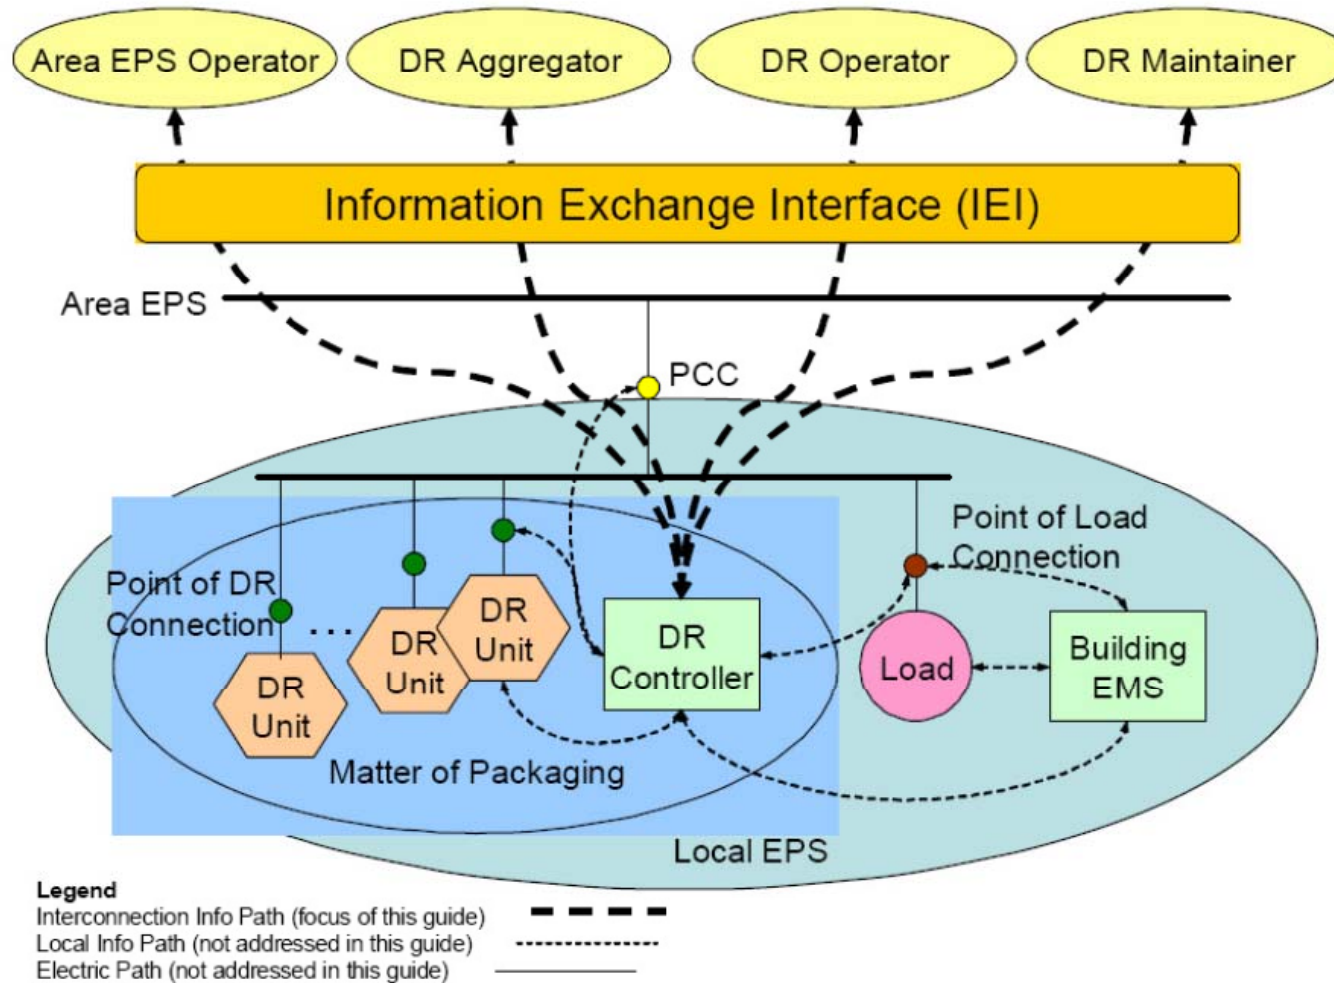 Area EPS Operator
DR Aggregator
DR Operator
DR Maintainer
Information Exchange Interface (IEI)
Area EPS
PCC
Point of Load
Connection
Point of DR
Connection
...
DR
Unit
DR
Unit
DR
Unit
DR
Controller
Load
Building
EMS
Matter of Packaging
Local EPS
Legend
Interconnection Info Path (focus of this guide)
Local Info Path (not addressed in this guide)
Electric Path (not addressed in this guide)